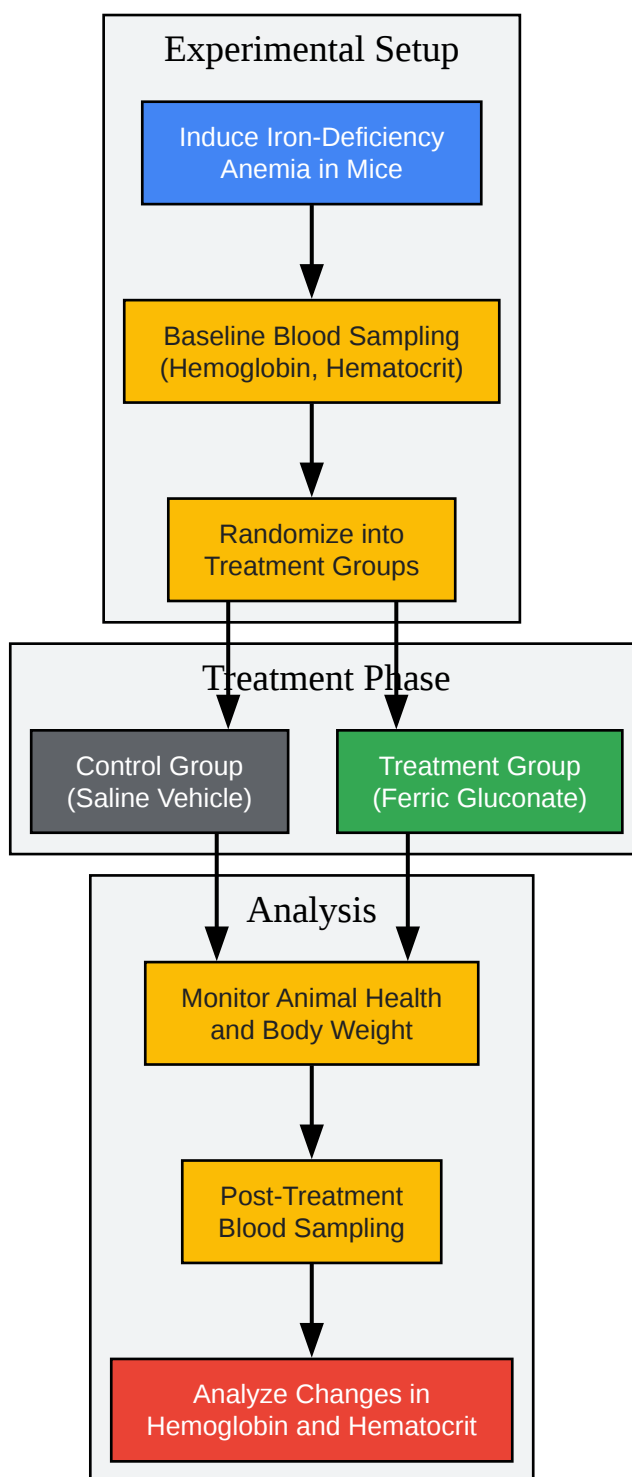 Experimental Setup
Induce Iron-Deficiency
Anemia in Mice
Baseline Blood Sampling
(Hemoglobin, Hematocrit)
Randomize into
Treatment Groups
Treatment Phase
Control Group
(Saline Vehicle)
Treatment Group
(Ferric Gluconate)
Analysis
Monitor Animal Health
and Body Weight
Post-Treatment
Blood Sampling
Analyze Changes in
Hemoglobin and Hematocrit